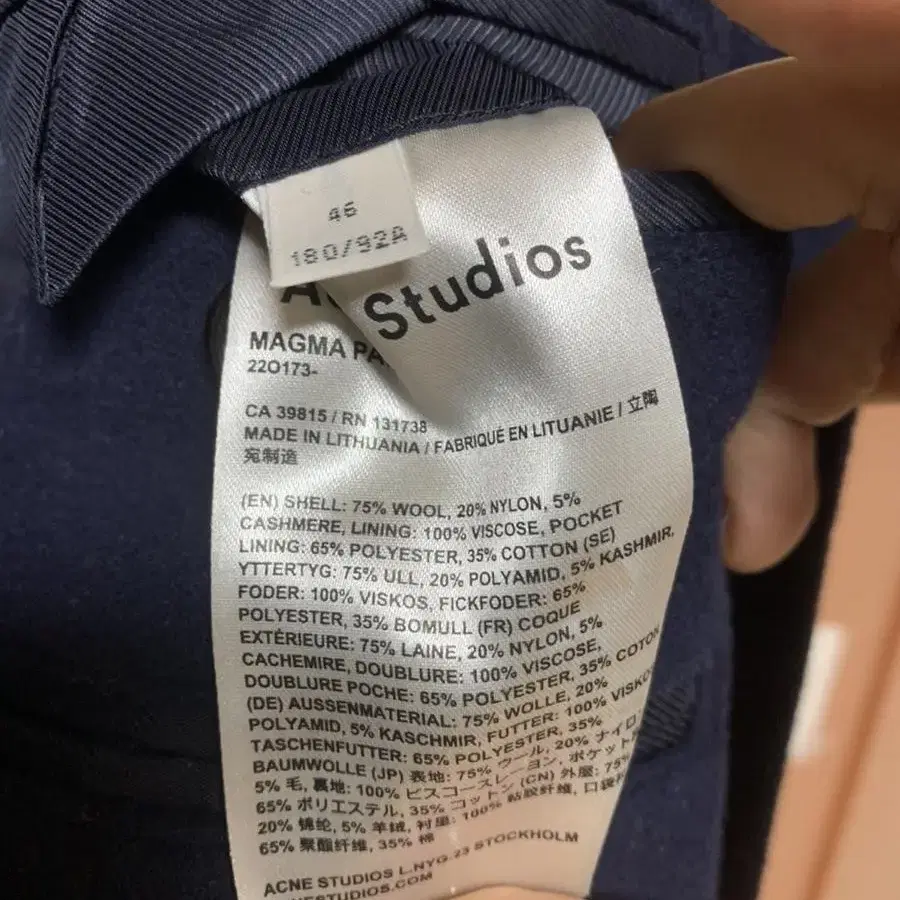 46
180/92A
Studios
MAGMA PA
22O173-
CA 39815 / RN 131738
MADE IN LITHUANIA / FABRIQUÉ EN LITUANIE / 立陶
宛制造
(EN) SHELL: 75% WOOL, 20% NYLON, 5%
CASHMERE, LINING: 100% VISCOSE, POCKET
LINING: 65% POLYESTER, 35% COTTON (SE)
YTTERTYG: 75% ULL, 20% POLYAMID, 5% KASHMIR,
FODER: 100% VISKOS, FICKFODER: 65%
POLYESTER, 35% BOMULL (FR) COQUE
EXTÉRIEURE: 75% LAINE, 20% NYLON, 5%
CACHEMIRE, DOUBLURE: 100% VISCOSE,
DOUBLURE POCHE: 65% POLYESTER, 35% COTON
(DE) AUSSENMATERIAL: 75% WOLLE, 20%
POLYAMID, 5% KASCHMIR, FUTTER: 100% VISKO
TASCHENFUTTER: 65% POLYESTER, 35%
BAUMWOLLE (JP) 表地: 75% ウール, 20% ナイロ
5% 毛, 裏地: 100% ビスコースレーヨン, ポケット
65% ポリエステル, 35% コットン (CN) 外层: 75%
20% 锦纶, 5% 羊绒, 衬里: 100% 粘胶纤维, 口袋
65% 聚酯纤维, 35% 棉
ACNE STUDIOS L.NYG.23 STOCKHOLM
ESTUDIOS.COM